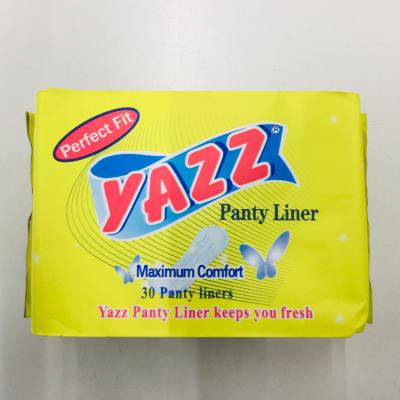 Perfect Fit
YAZZ®
Panty Liner
Maximum Comfort
30 Panty liners
Yazz Panty Liner keeps you fresh